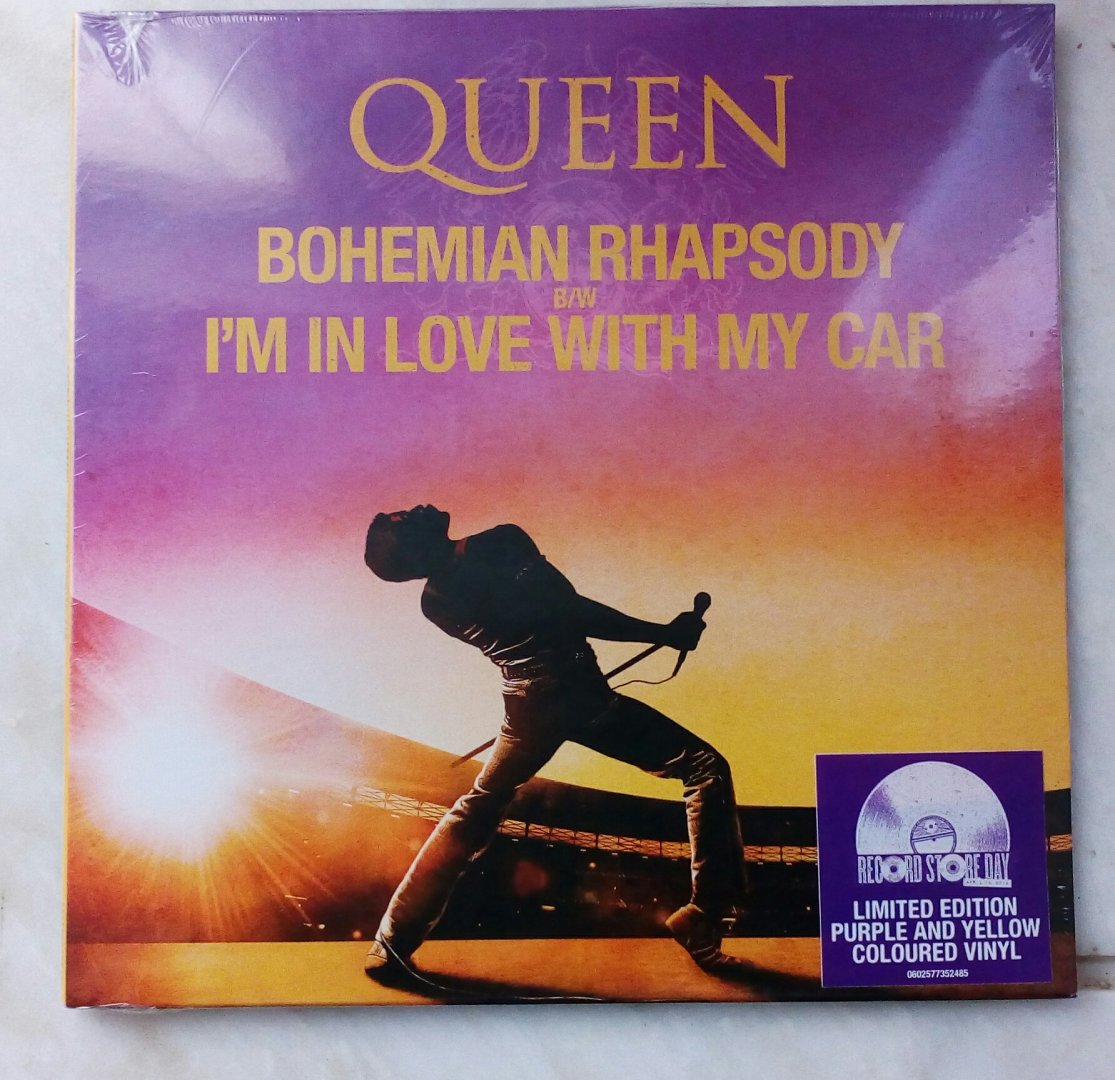 QUEEN
BOHEMIAN RHAPSODY
B/W
I'M IN LOVE WITH MY CAR
RECORD STORE DAY
LIMITED EDITION
PURPLE AND YELLOW
COLOURED VINYL
0602577352485